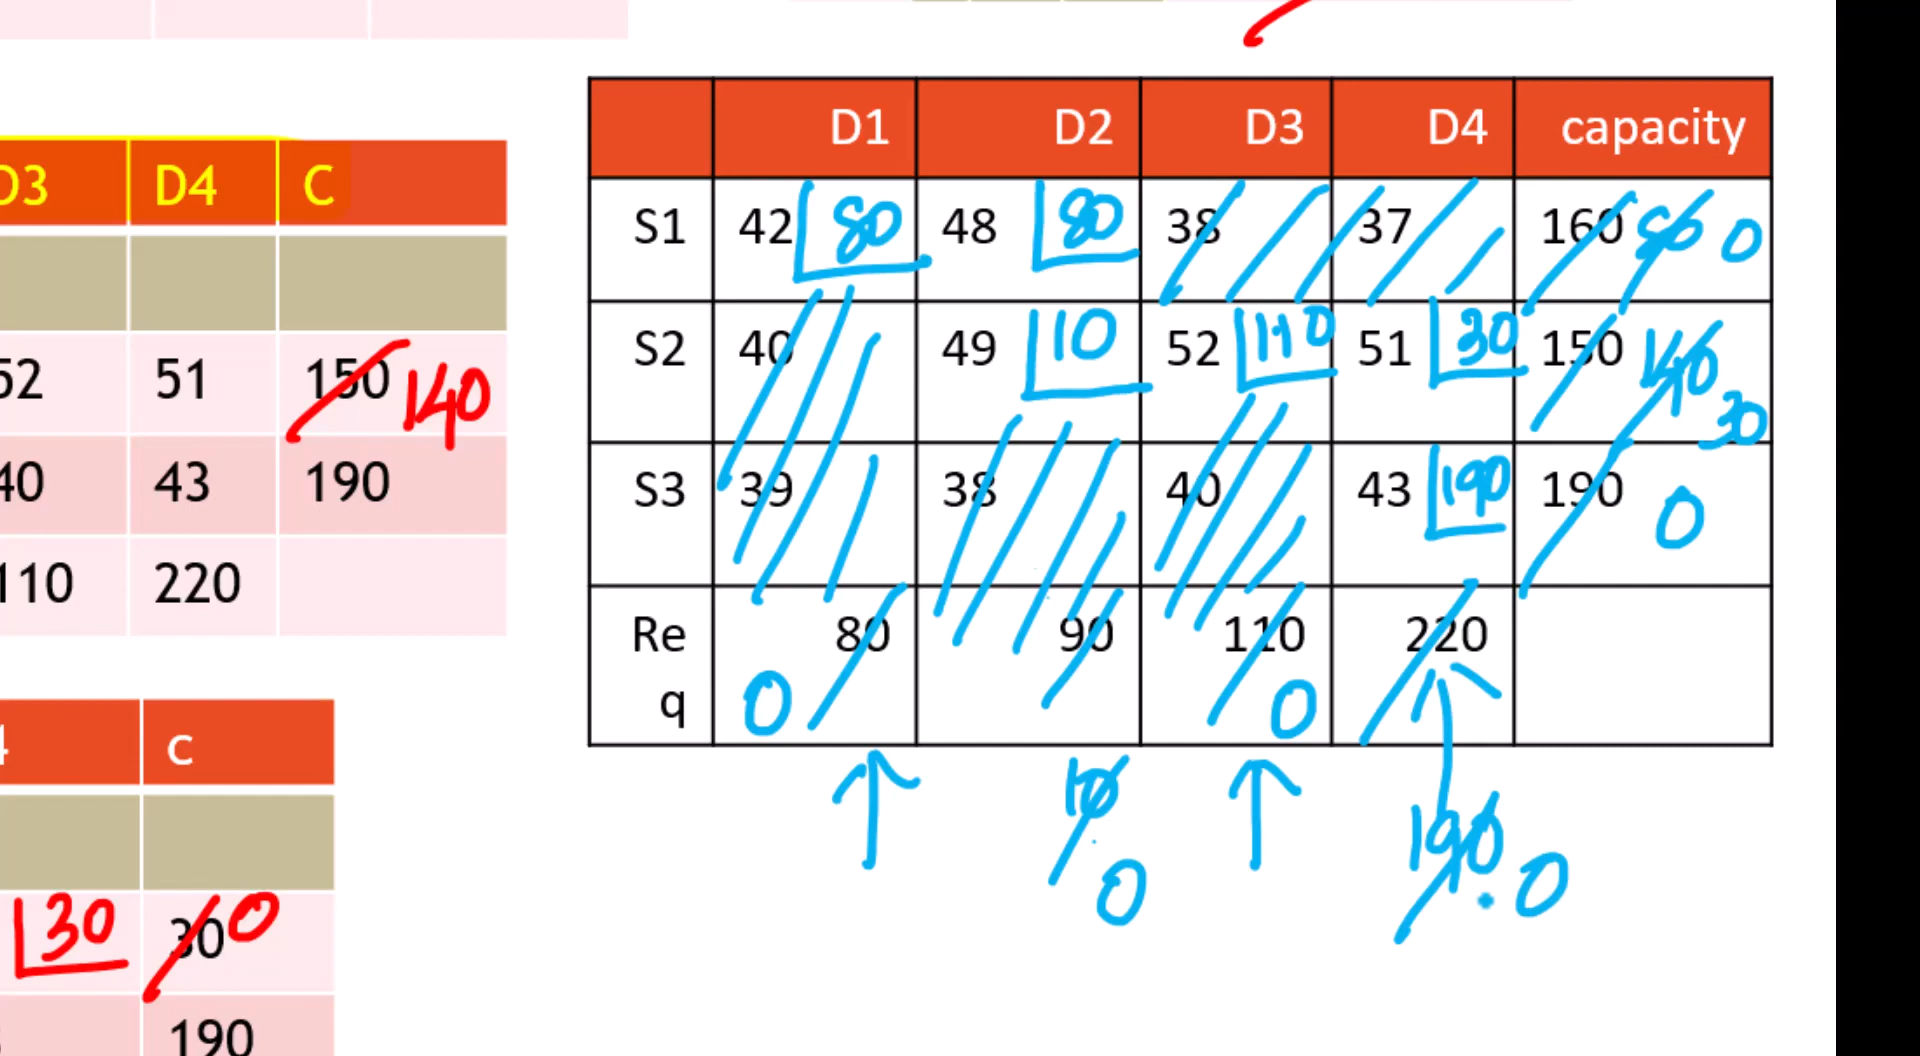 D3 D4 C
52 51 150 140
40 43 190
110 220
C
30 30 0
190
D1 D2 D3 D4 capacity
S1 42 80 48 80 38 37 160 80 0
S2 40 49 10 52 110 51 30 150 140 30
S3 39 38 40 43 190 190 0
Re 80 90 110 220
q 0 0
10 190
0 0